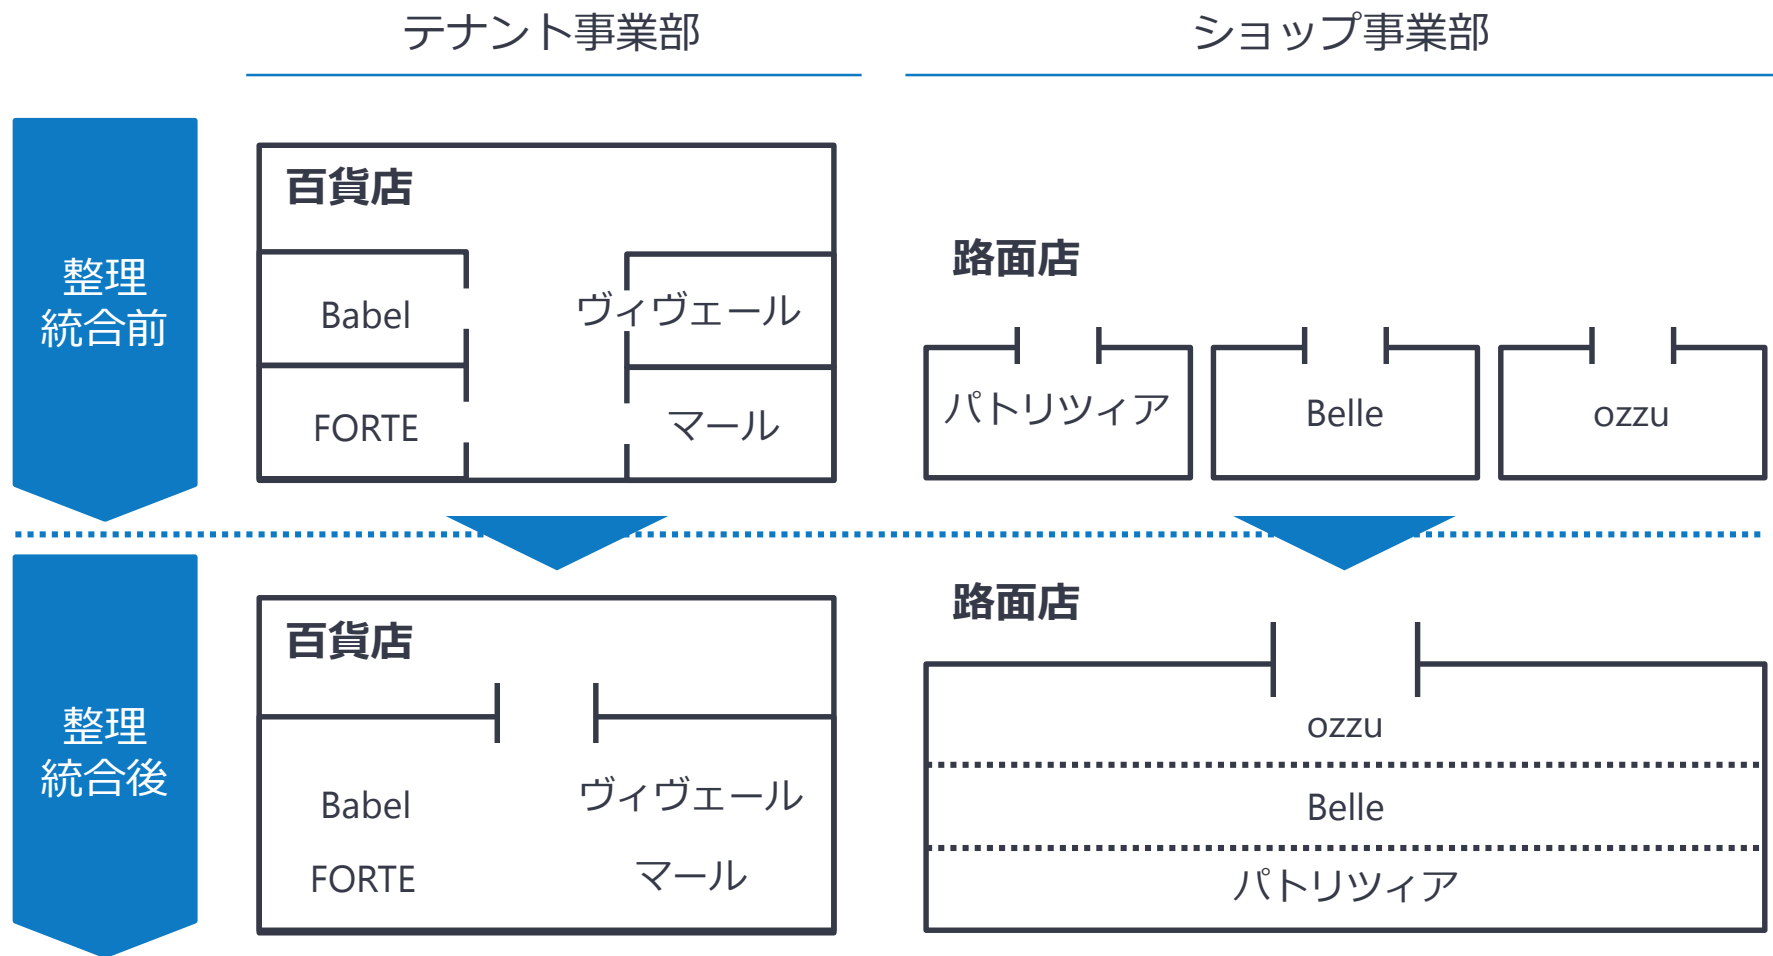 テナント事業部
ショップ事業部
整理
統合前
百貨店
Babel
ヴィヴェール
FORTE
マール
路面店
パトリツィア
Belle
ozzu
整理
統合後
百貨店
Babel
ヴィヴェール
FORTE
マール
路面店
ozzu
Belle
パトリツィア